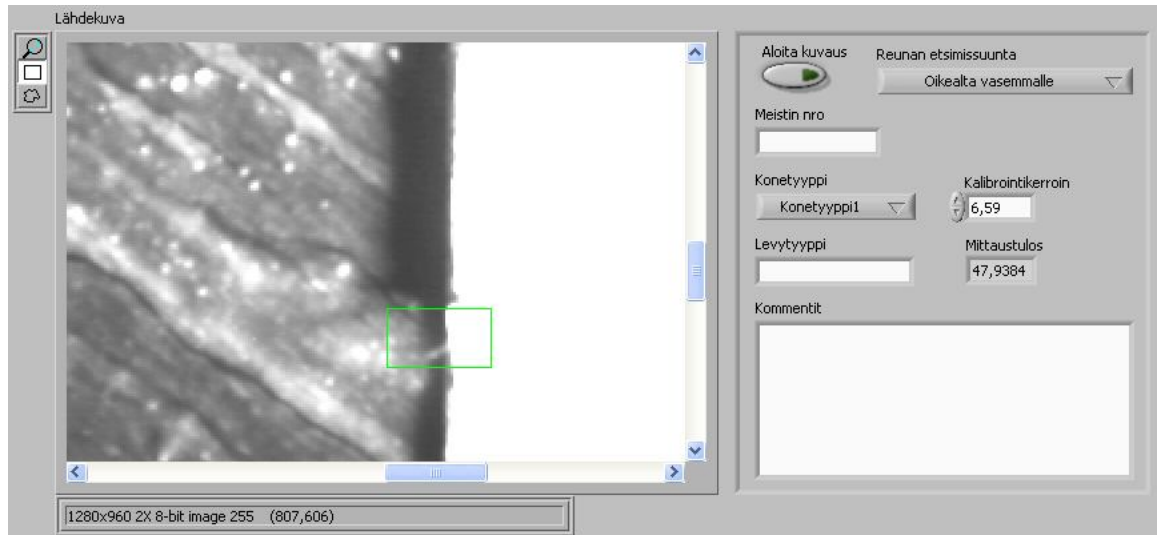 Lähdekuva
Aloita kuvaus
Reunan etsimissuunta
Oikealta vasemmalle
Meistin nro
Konetyyppi
Kalibrointikerroin
Konetyyppi1
6,59
Levytyyppi
Mittaustulos
47,9384
Kommentit
1280x960 2X 8-bit image 255 (807,606)